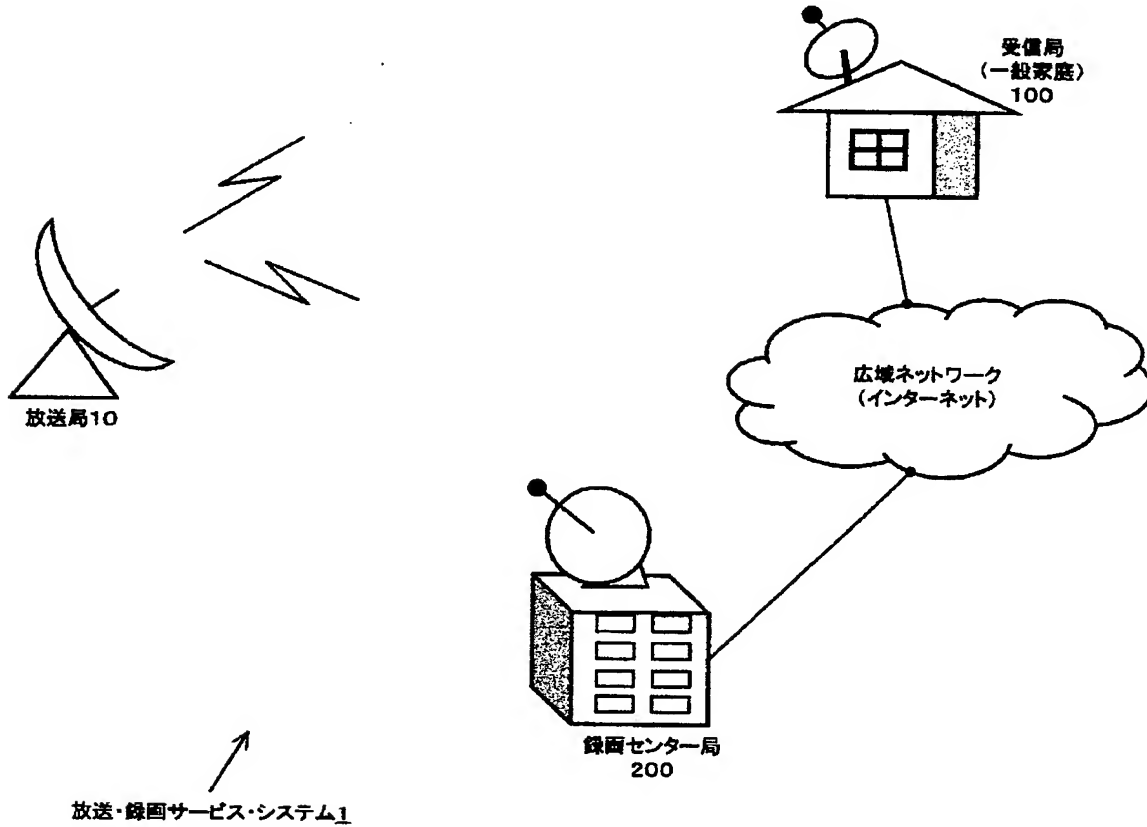 受信局
(一般家庭)
100
放送局10
広域ネットワーク
(インターネット)
録画センター局
200
放送・録画サービス・システム1